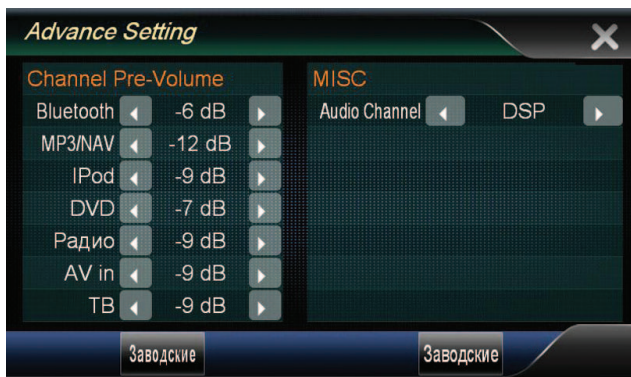 Advance Setting
Channel Pre-Volume
Bluetooth -6 dB
MP3/NAV -12 dB
IPod -9 dB
DVD -7 dB
Радио -9 dB
AV in -9 dB
ТВ -9 dB
Заводские
MISC
Audio Channel DSP
Заводские